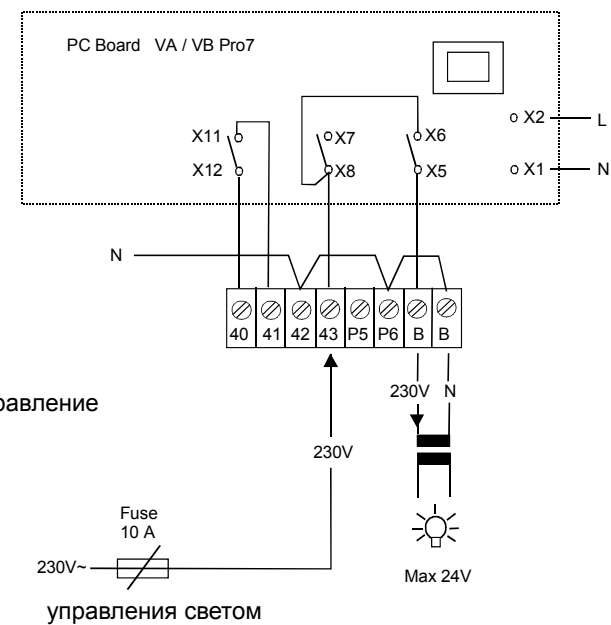 PC Board VA / VB Pro7
X2
L
X11
X7
X6
X12
X8
X5
X1
N
N
40 41 42 43 P5 P6 B B
равление
230V N
230V
Fuse
10 A
230V~
Max 24V
управления светом